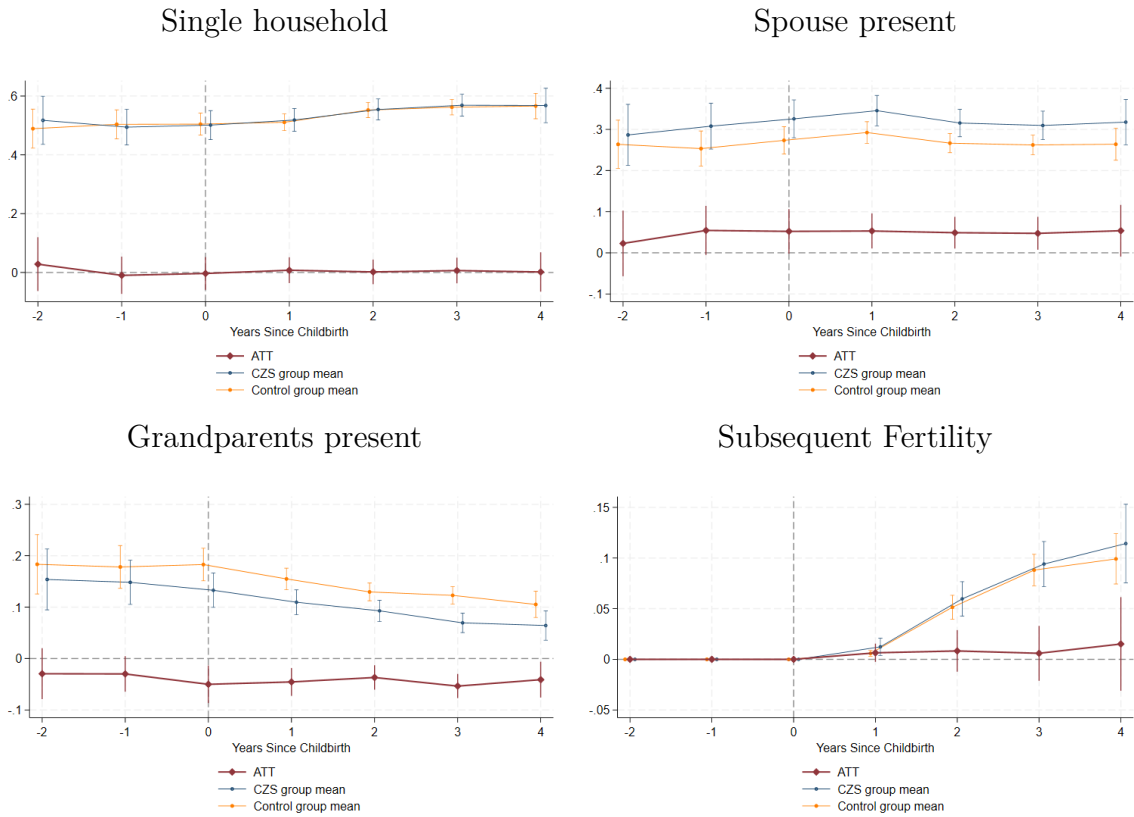 Single household
.6
.4
.2
0
-2 -1 0 1 2 3 4
Years Since Childbirth
ATT
CZS group mean
Control group mean
Spouse present
.4
.3
.2
.1
0
-.1
-2 -1 0 1 2 3 4
Years Since Childbirth
ATT
CZS group mean
Control group mean
Grandparents present
.3
.2
.1
0
-.1
-2 -1 0 1 2 3 4
Years Since Childbirth
ATT
CZS group mean
Control group mean
Subsequent Fertility
.15
.1
.05
0
-.05
-2 -1 0 1 2 3 4
Years Since Childbirth
ATT
CZS group mean
Control group mean